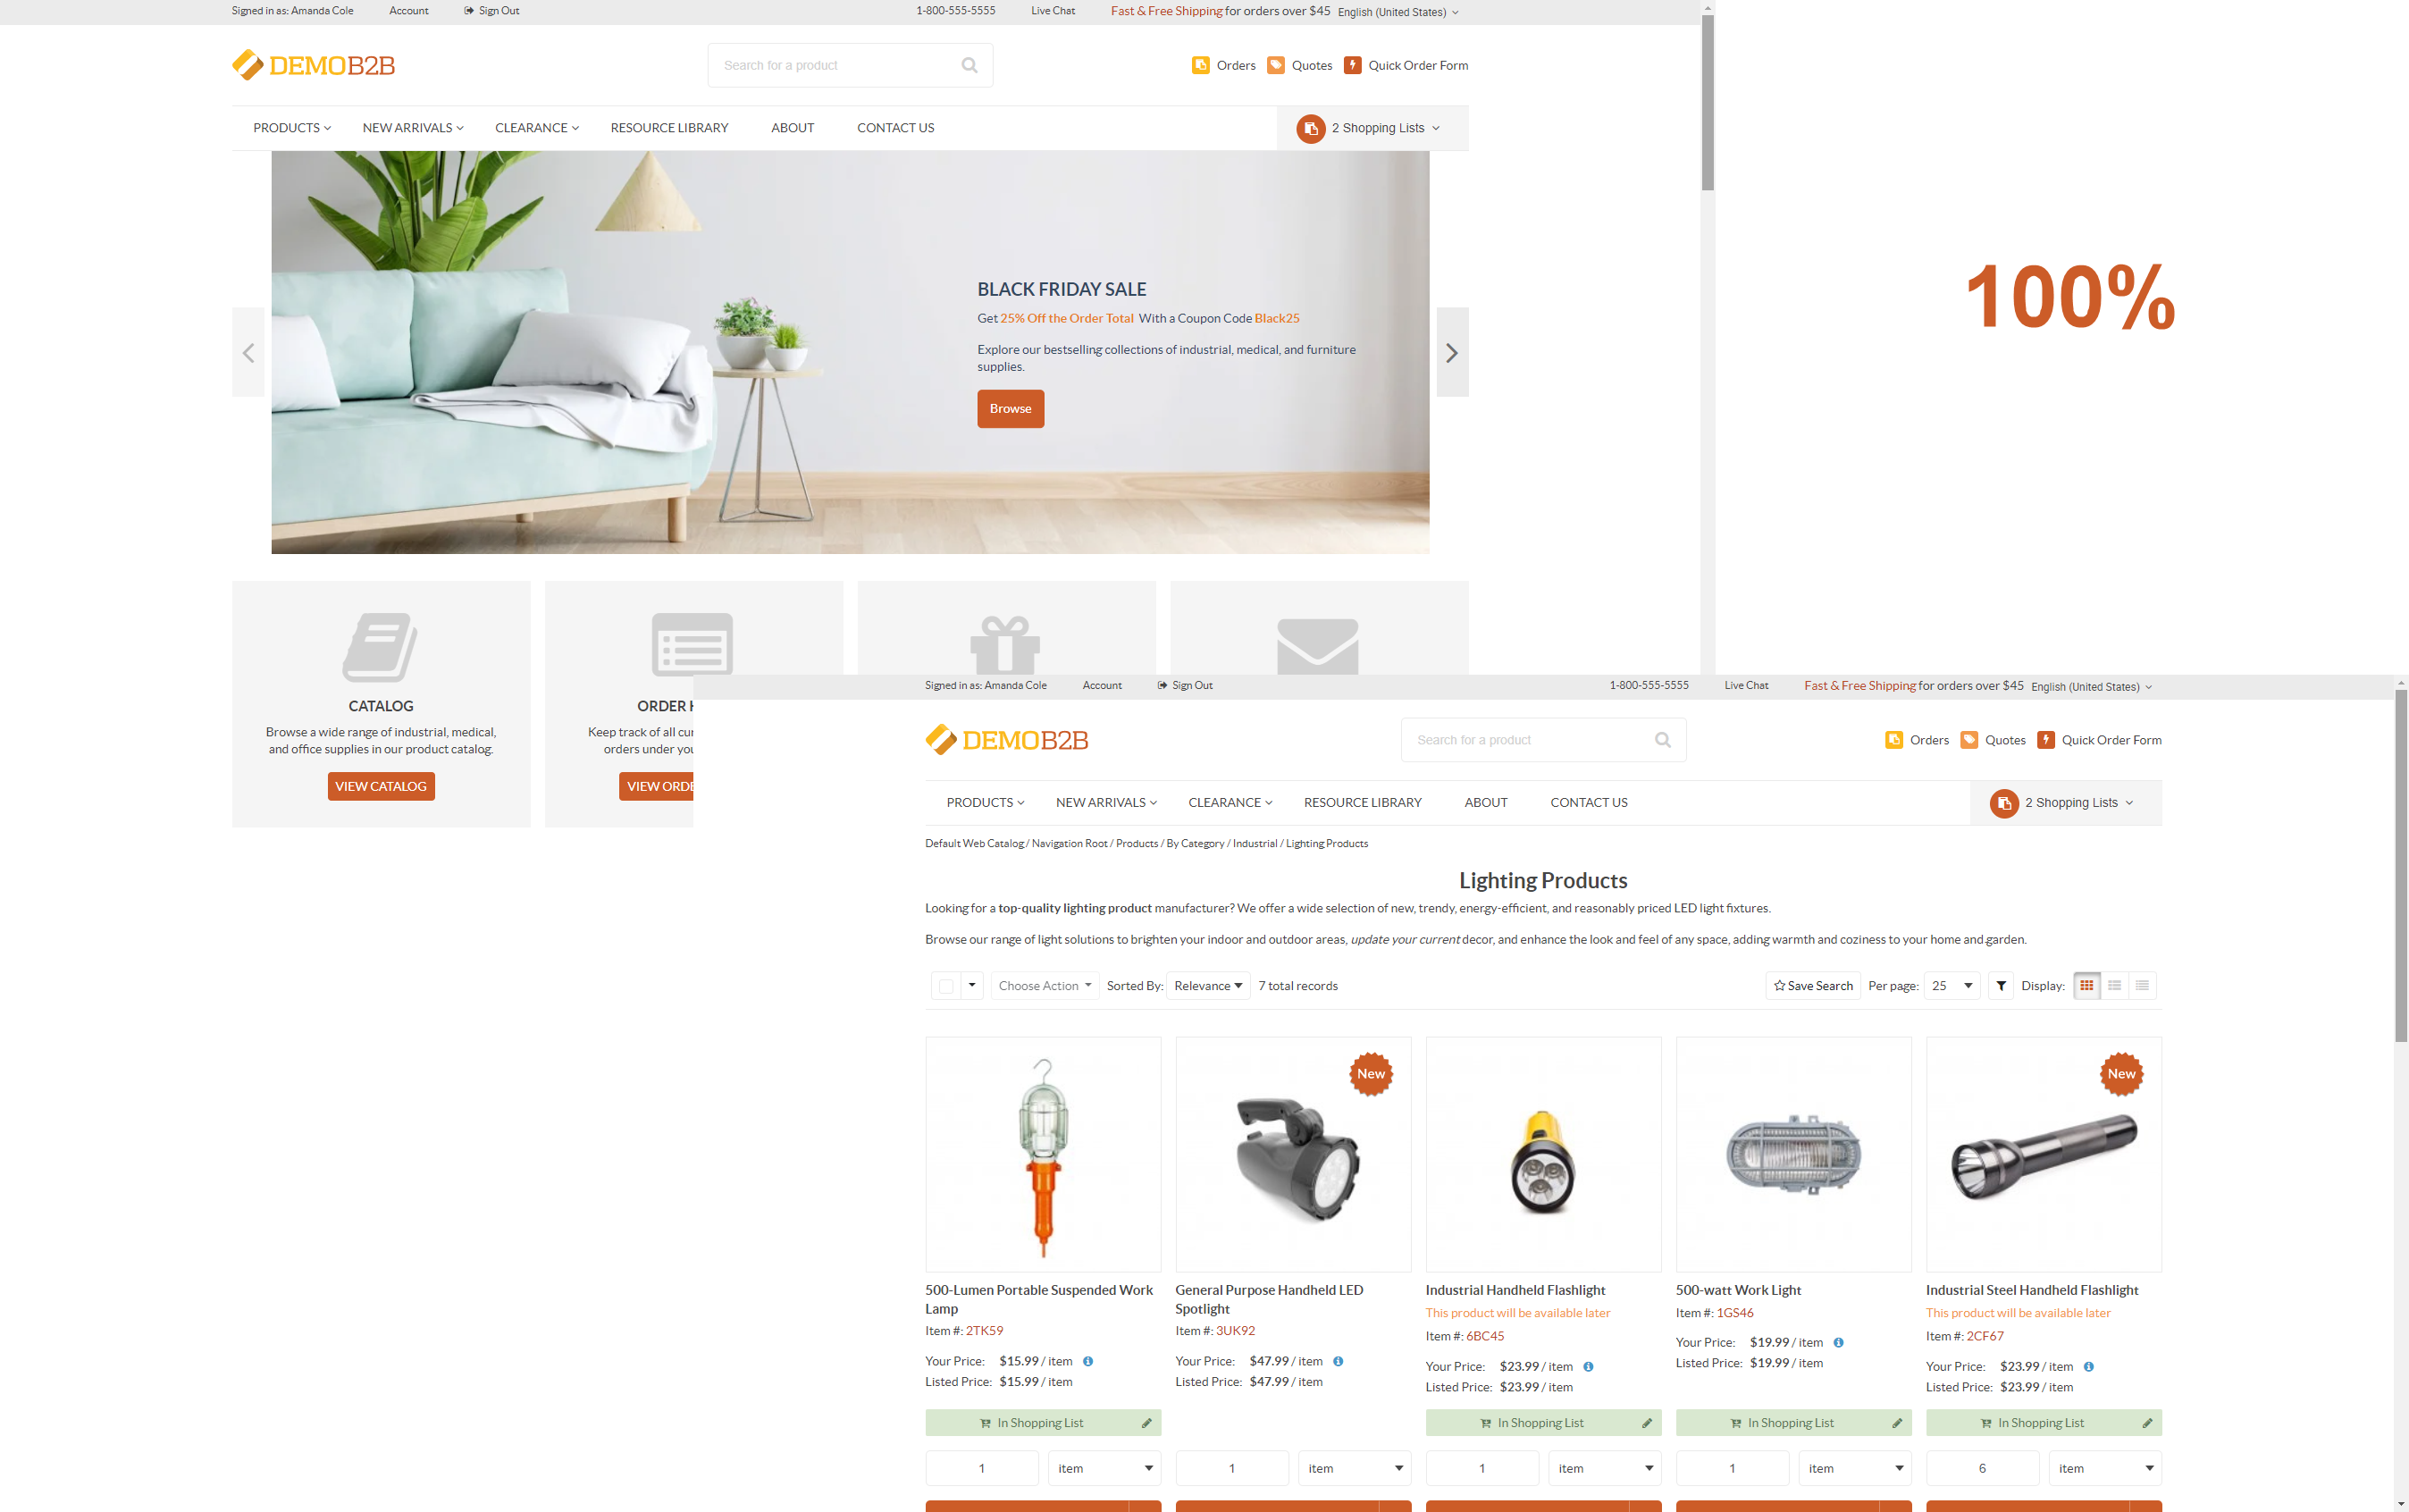 Signed in as: Amanda Cole Account Sign Out 1-800-555-5555 Live Chat Fast & Free Shipping for orders over $45 English (United States)
DEMOB2B Search for a product Orders Quotes Quick Order Form
PRODUCTS NEW ARRIVALS CLEARANCE RESOURCE LIBRARY ABOUT CONTACT US 2 Shopping Lists
BLACK FRIDAY SALE
Get 25% Off the Order Total With a Coupon Code Black25
Explore our bestselling collections of industrial, medical, and furniture
supplies.
Browse
100%
CATALOG
Browse a wide range of industrial, medical,
and office supplies in our product catalog.
VIEW CATALOG
ORDER
Keep track of all
orders under
VIEW
Signed in as: Amanda Cole Account Sign Out 1-800-555-5555 Live Chat Fast & Free Shipping for orders over $45 English (United States)
DEMOB2B Search for a product Orders Quotes Quick Order Form
PRODUCTS NEW ARRIVALS CLEARANCE RESOURCE LIBRARY ABOUT CONTACT US 2 Shopping Lists
Default Web Catalog / Navigation Root / Products / By Category / Industrial / Lighting Products
Lighting Products
Looking for a top-quality lighting product manufacturer? We offer a wide selection of new, trendy, energy-efficient, and reasonably priced LED light fixtures.
Browse our range of light solutions to brighten your indoor and outdoor areas, update your current decor, and enhance the look and feel of any space, adding warmth and coziness to your home and garden.
Choose Action Sorted By: Relevance 7 total records Save Search Per page: 25 Display:
500-Lumen Portable Suspended Work
Lamp
Item #: 2TK59
Your Price: $15.99 / item
Listed Price: $15.99 / item
In Shopping List
1 item
New
General Purpose Handheld LED
Spotlight
Item #: 3UK92
Your Price: $47.99 / item
Listed Price: $47.99 / item
1 item
Industrial Handheld Flashlight
This product will be available later
Item #: 6BC45
Your Price: $23.99 / item
Listed Price: $23.99 / item
In Shopping List
1 item
500-watt Work Light
Item #: 1GS46
Your Price: $19.99 / item
Listed Price: $19.99 / item
In Shopping List
1 item
New
Industrial Steel Handheld Flashlight
This product will be available later
Item #: 2CF67
Your Price: $23.99 / item
Listed Price: $23.99 / item
In Shopping List
6 item